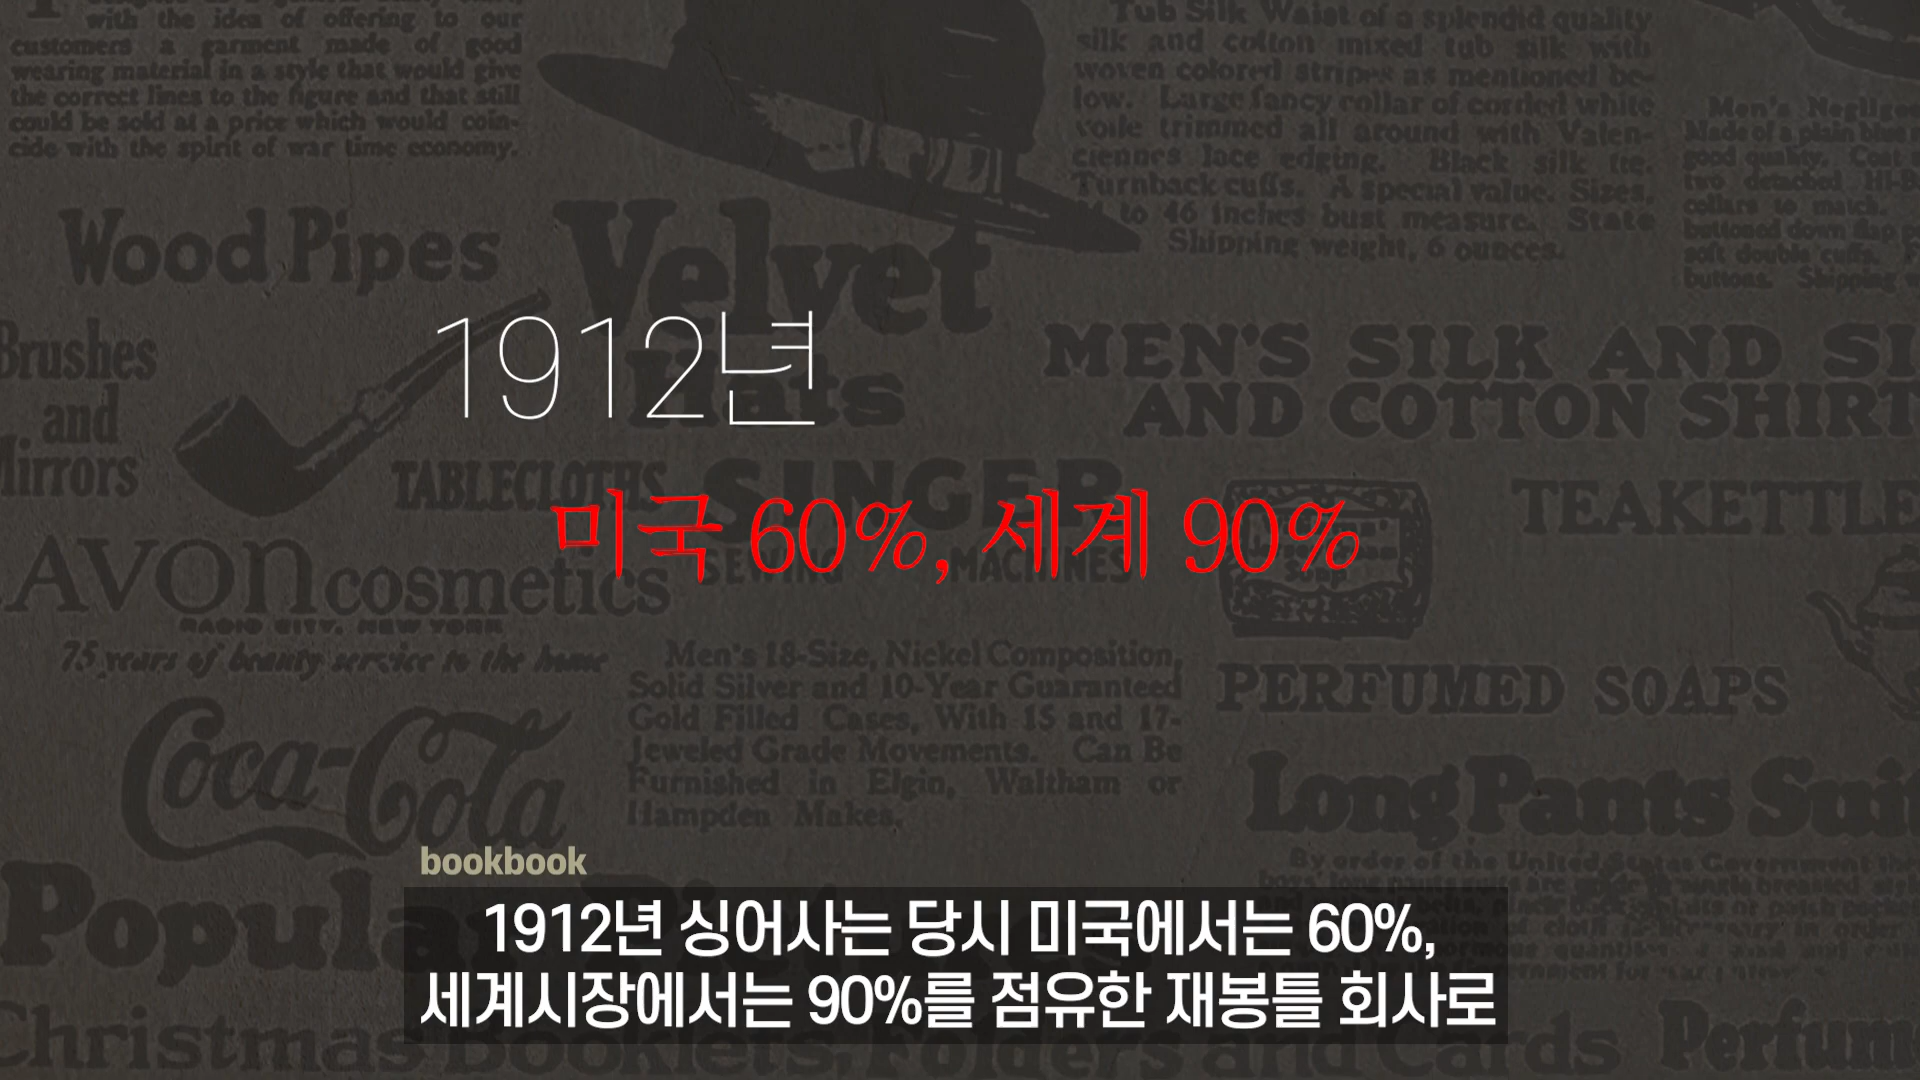 with the idea of offering to our
customers a garment made of good
wearing material in a style that would give
the correct lines to the figure and that still
could be sold at a price which would coin-
cide with the spirit of war time economy.
Tub Silk Waist of a splendid quality
silk and cotton mixed tub silk with
woven colored stripes as mentioned be-
low. Large fancy collar of corded white
voile trimmed all around with Valen-
ciennes lace edging. Black silk tie.
Turnback cuffs. A special value. Sizes,
to 46 inches bust measure. State
Shipping weight, 6 ounces.
Men's Neglige
Made of a plain blue
good quality. Coat
two detached
collars to match.
buttoned down flap
soft double cuffs.
buttons. Shipping
Wood Pipes
Velvet
Hats
Brushes
and
Mirrors
1912년
MEN'S SILK AND SI
AND COTTON SHIRT
TABLECLOTHS
SINGER
SEWING MACHINES
미국 60%, 세계 90%
TEAKETTLE
AVON cosmetics
RADIO CITY, NEW YORK
75 years of beauty service to the home
Men's 18-Size, Nickel Composition,
Solid Silver and 10-Year Guaranteed
Gold Filled Cases, With 15 and 17-
Jeweled Grade Movements. Can Be
Furnished in Elgin, Waltham or
Hampden Makes.
PERFUMED SOAPS
Coca-Cola
Long Pants Suit
By order of the United States Government the
Popular
bookbook
1912년 싱어사는 당시 미국에서는 60%,
세계시장에서는 90%를 점유한 재봉틀 회사로
Christmas Booklets, Folders and Cards
Perfum